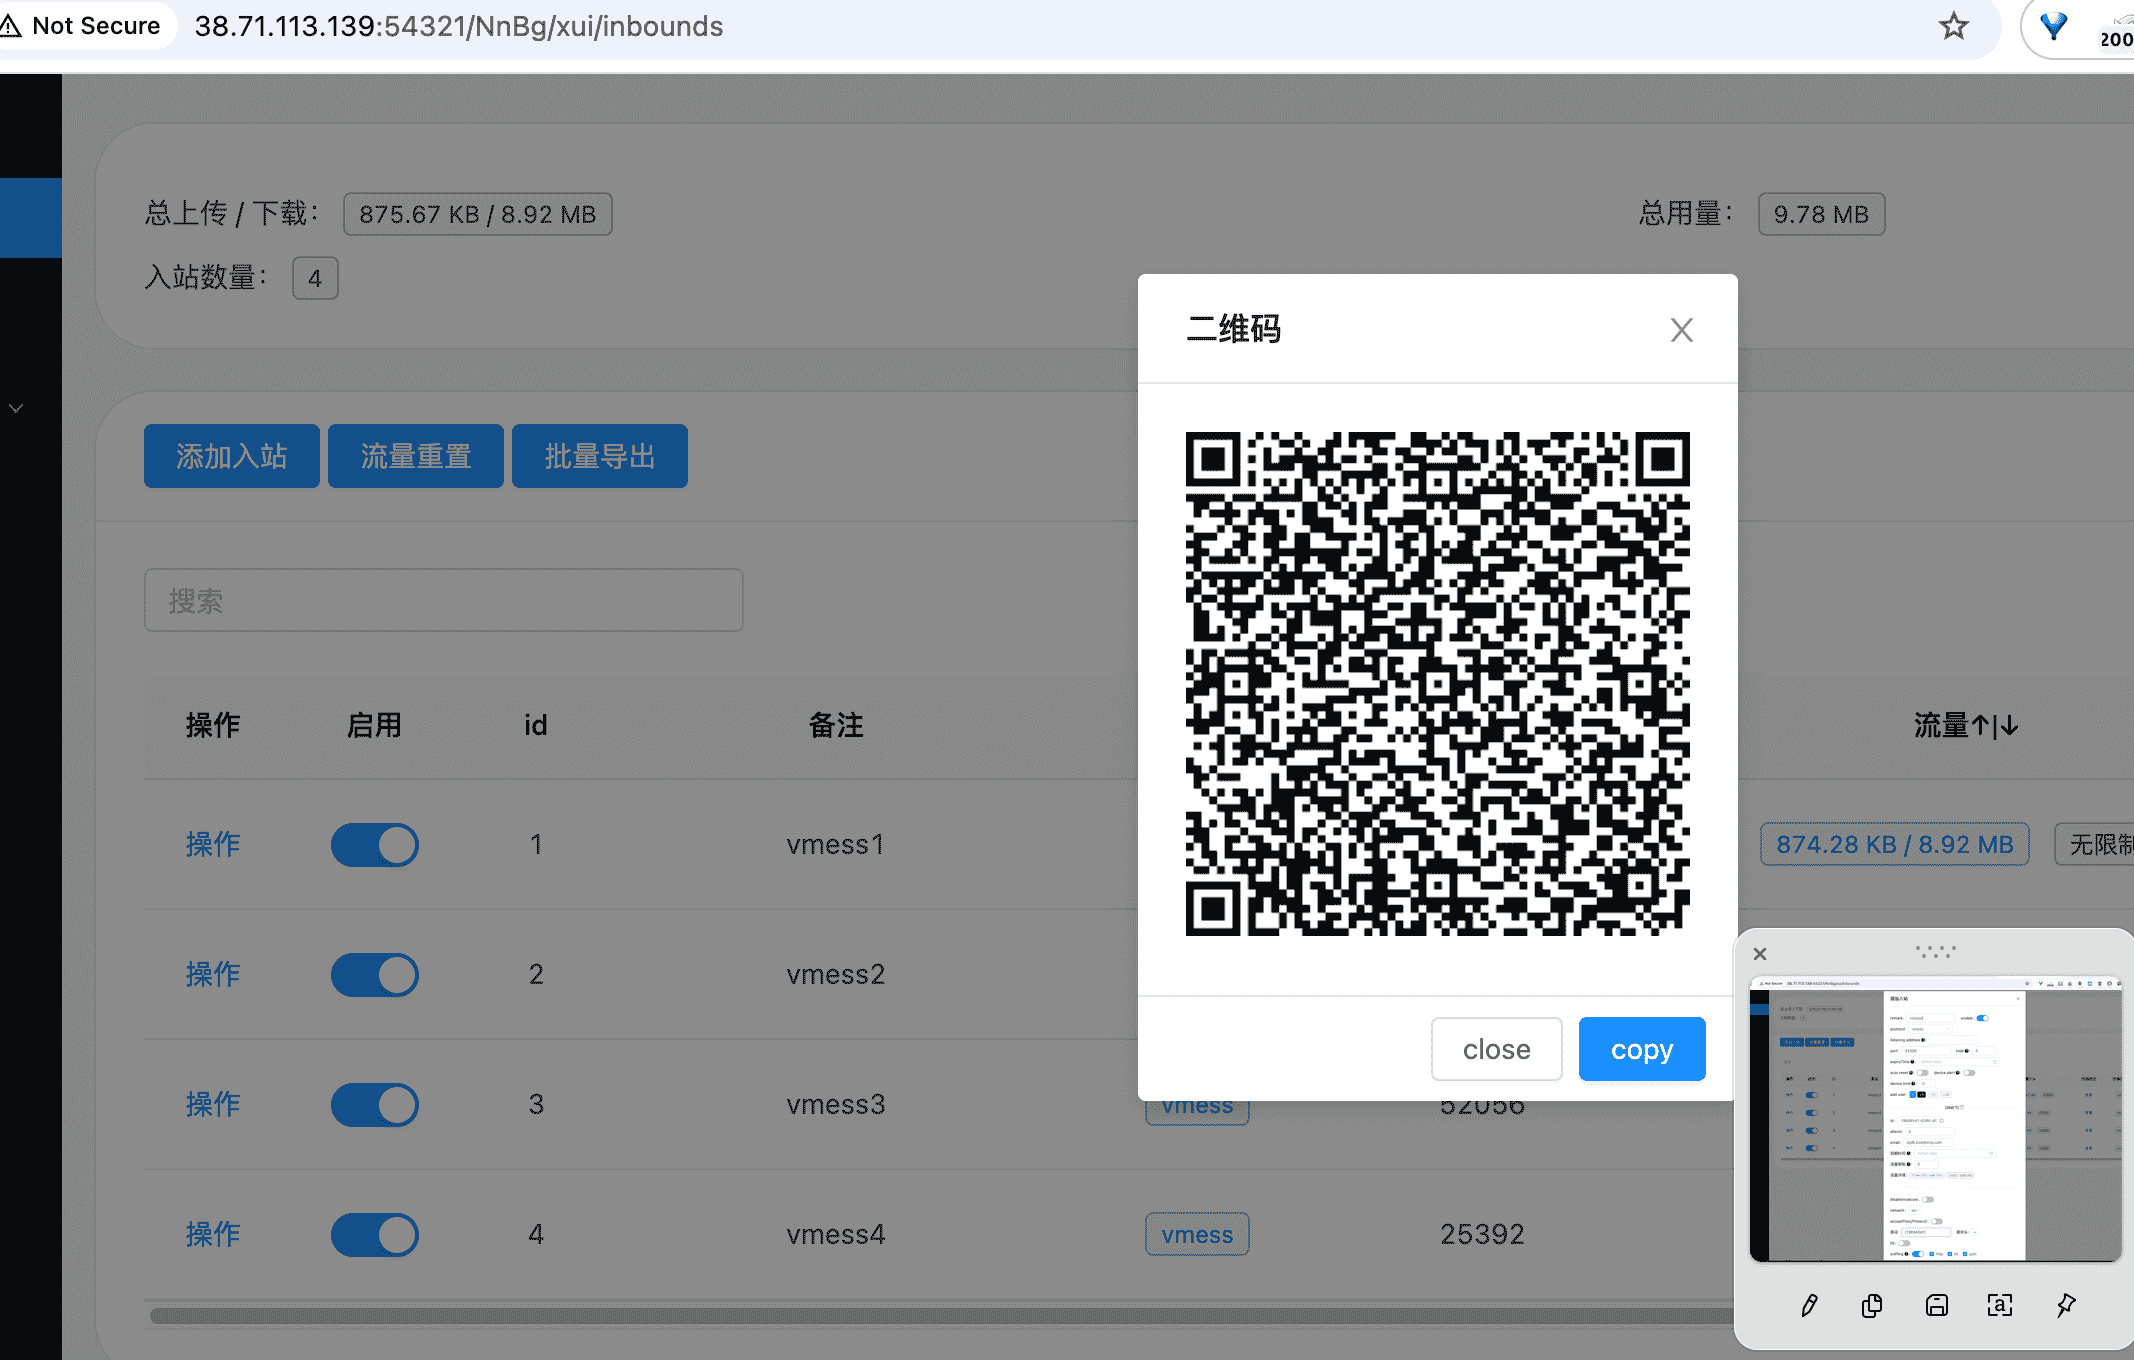 Not Secure
38.71.113.139:54321/NnBg/xui/inbounds
200
总上传 / 下载：
875.67 KB / 8.92 MB
总用量：
9.78 MB
入站数量：
4
二维码
添加入站
流量重置
批量导出
搜索
操作
启用
id
备注
流量↑|↓
操作
1
vmess1
874.28 KB / 8.92 MB
无限制
操作
2
vmess2
操作
3
vmess3
vmess
52056
操作
4
vmess4
vmess
25392
close
copy